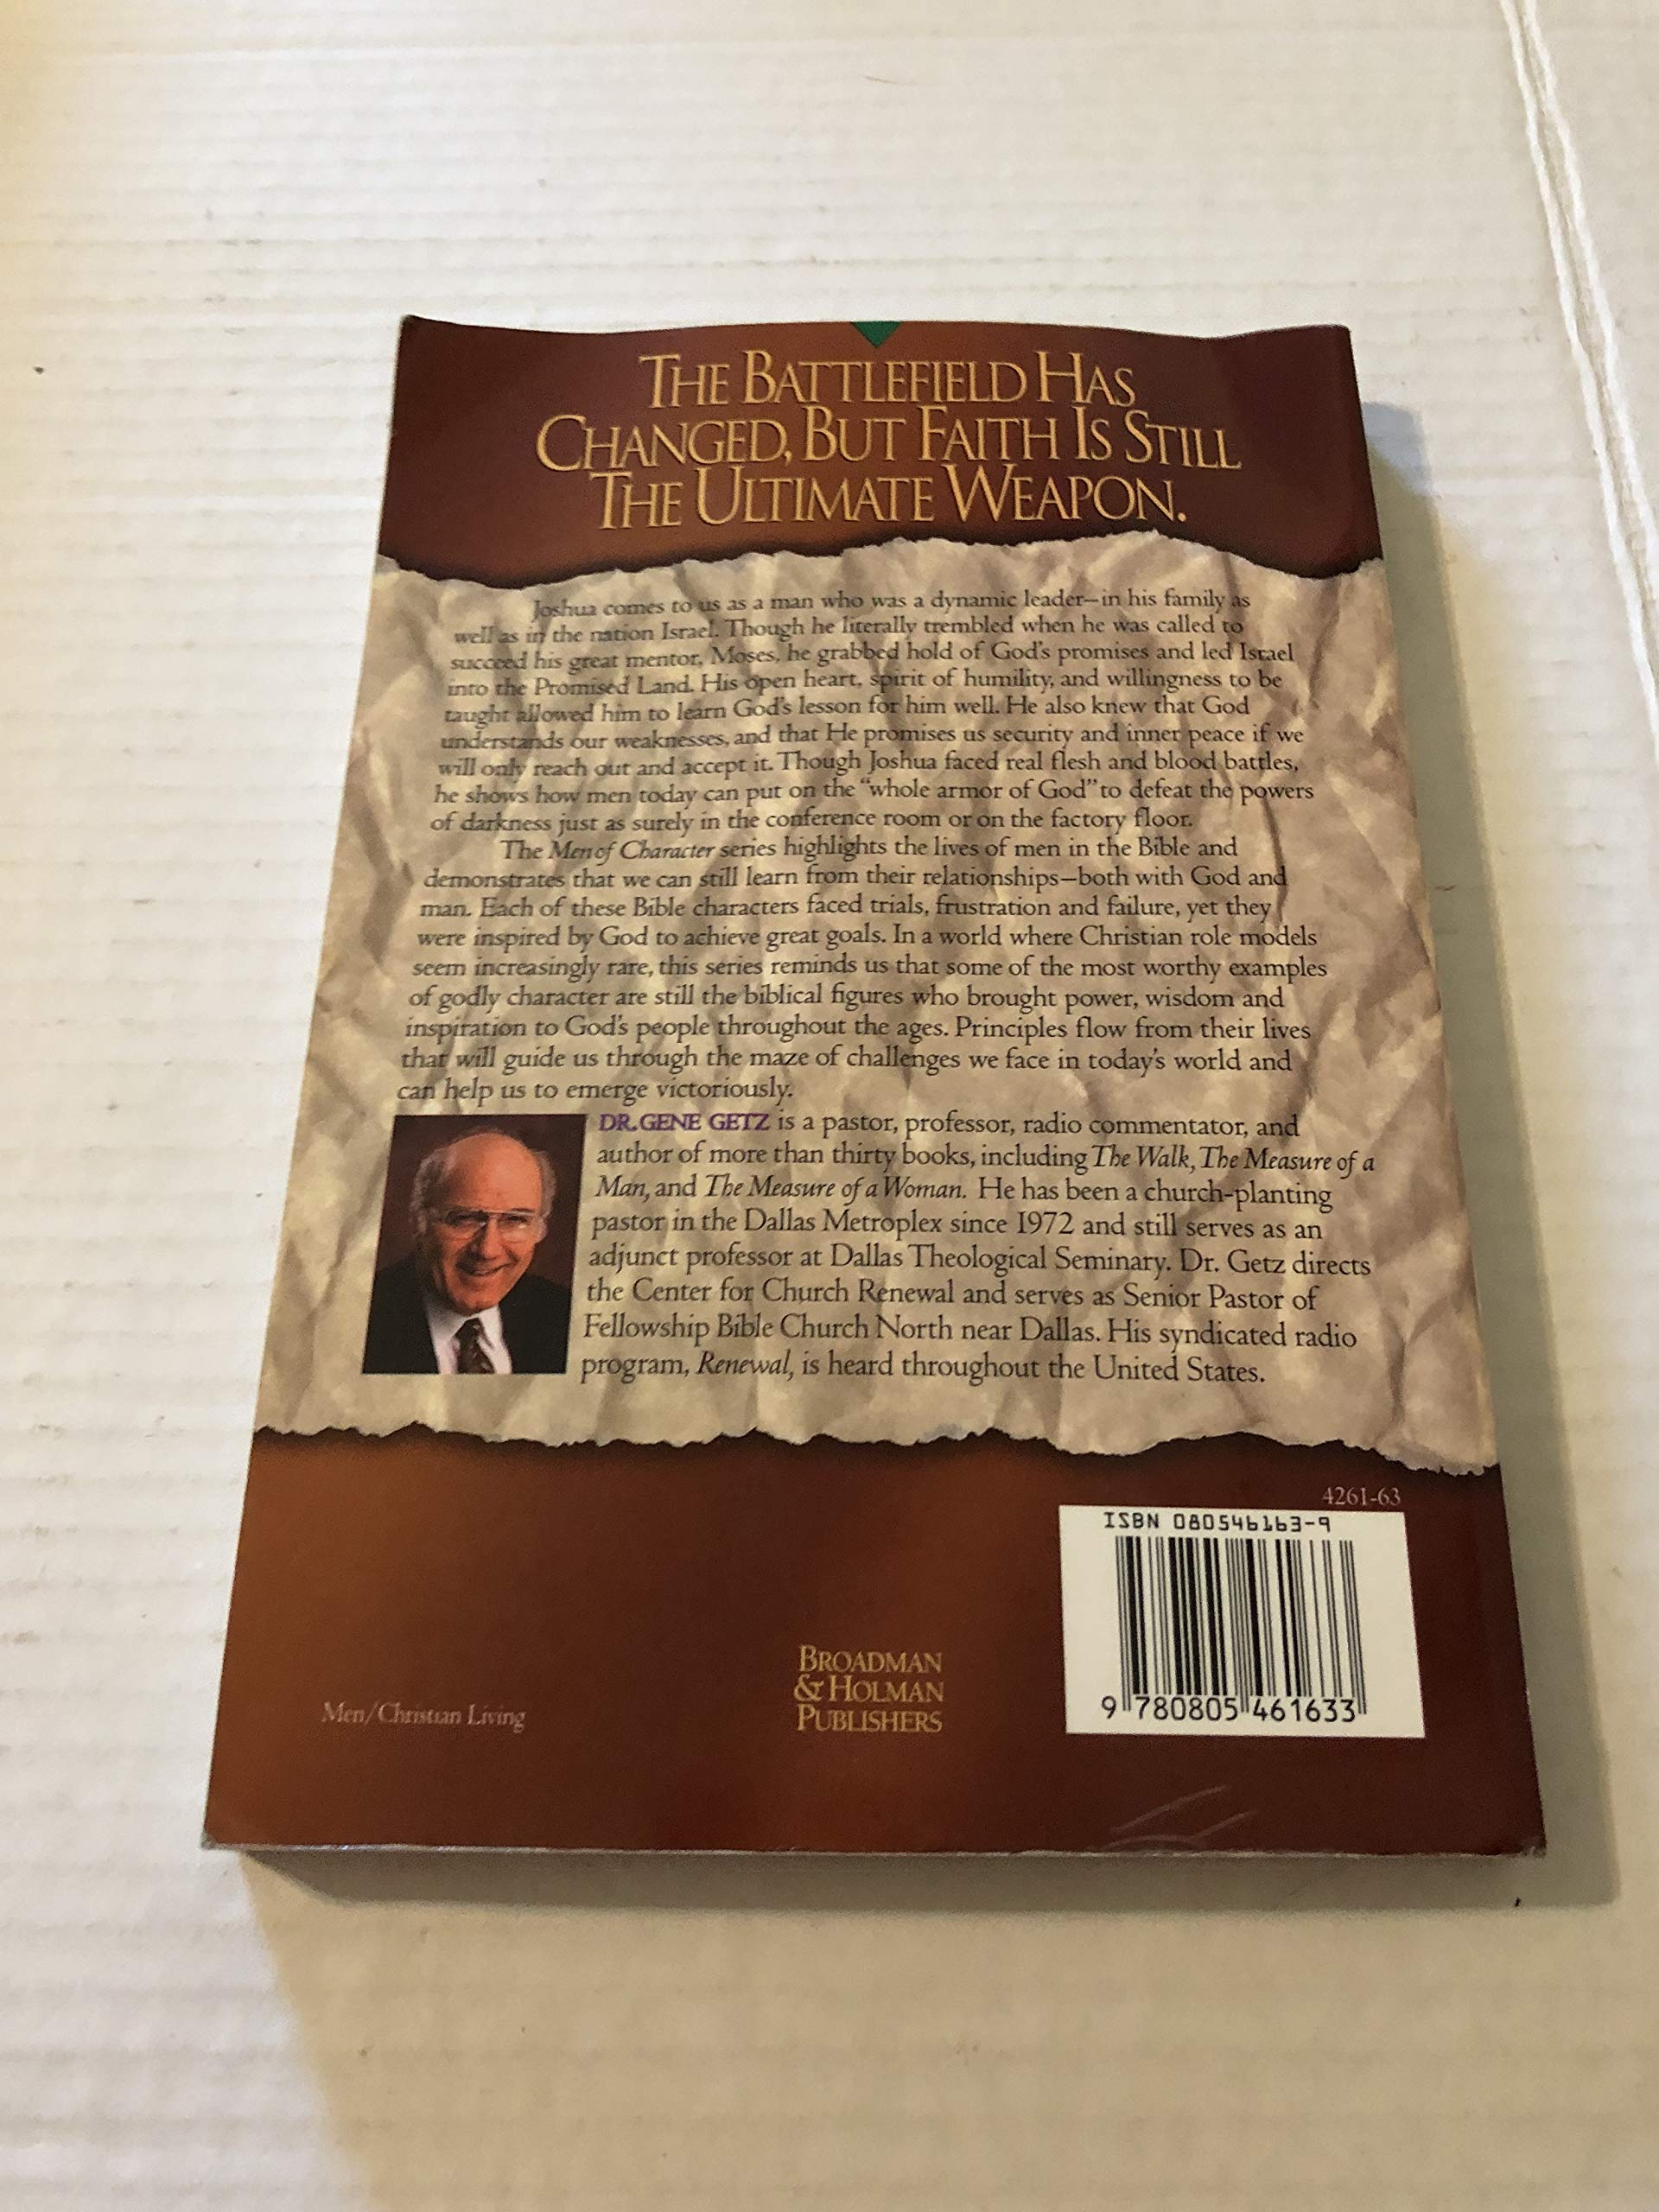 THE BATTLEFIELD HAS
CHANGED, BUT FAITH IS STILL
THE ULTIMATE WEAPON.
Joshua comes to us as a man who was a dynamic leader—in his family as
well as in the nation Israel. Though he literally trembled when he was called to
succeed his great mentor, Moses, he grabbed hold of God's promises and led Israel
into the Promised Land. His open heart, spirit of humility, and willingness to be
taught allowed him to learn God's lesson for him well. He also knew that God
understands our weaknesses, and that He promises us security and inner peace if we
will only reach out and accept it. Though Joshua faced real flesh and blood battles,
he shows how men today can put on the "whole armor of God" to defeat the powers
of darkness just as surely in the conference room or on the factory floor.
The Men of Character series highlights the lives of men in the Bible and
demonstrates that we can still learn from their relationships—both with God and
man. Each of these Bible characters faced trials, frustration and failure, yet they
were inspired by God to achieve great goals. In a world where Christian role models
seem increasingly rare, this series reminds us that some of the most worthy examples
of godly character are still the biblical figures who brought power, wisdom and
inspiration to God's people throughout the ages. Principles flow from their lives
that will guide us through the maze of challenges we face in today's world and
can help us to emerge victoriously.
DR. GENE GETZ is a pastor, professor, radio commentator, and
author of more than thirty books, including The Walk, The Measure of a
Man, and The Measure of a Woman. He has been a church-planting
pastor in the Dallas Metroplex since 1972 and still serves as an
adjunct professor at Dallas Theological Seminary. Dr. Getz directs
the Center for Church Renewal and serves as Senior Pastor of
Fellowship Bible Church North near Dallas. His syndicated radio
program, Renewal, is heard throughout the United States.
4261-63
ISBN 080546163-9
9 780805 461633
BROADMAN
& HOLMAN
PUBLISHERS
Men/Christian Living